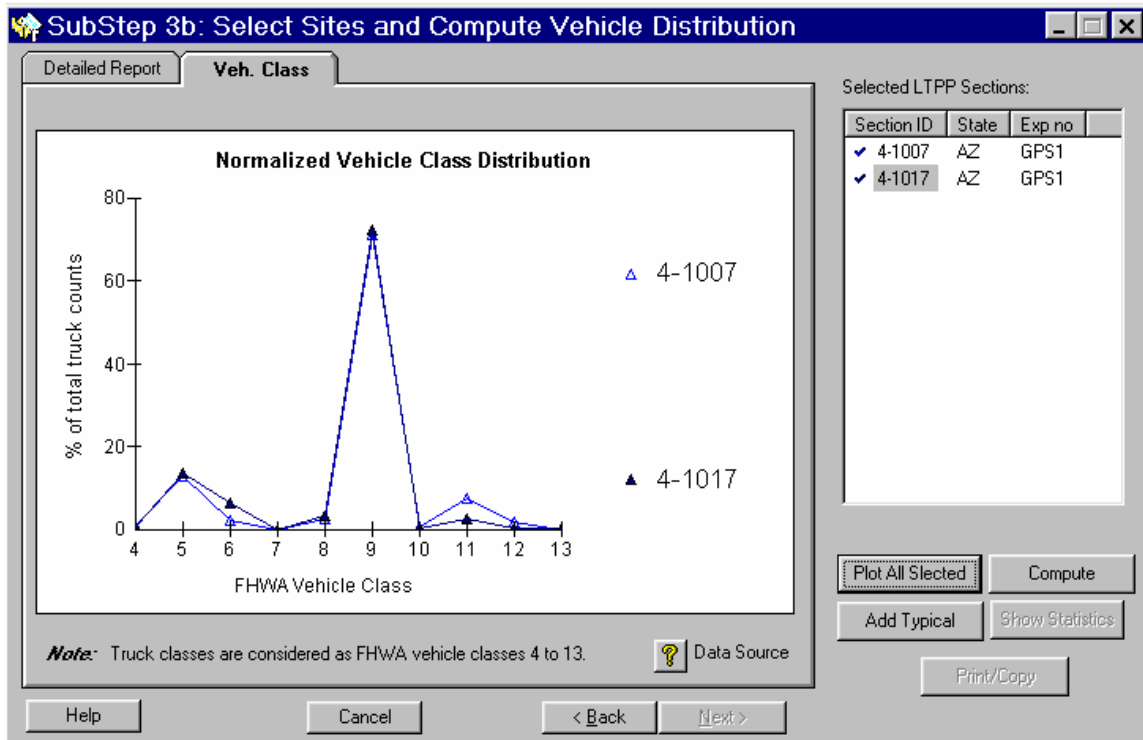 SubStep 3b: Select Sites and Compute Vehicle Distribution
Detailed Report
Veh. Class
Normalized Vehicle Class Distribution
% of total truck counts
80
60
40
20
0
4 5 6 7 8 9 10 11 12 13
FHWA Vehicle Class
4-1007
4-1017
Note: Truck classes are considered as FHWA vehicle classes 4 to 13.
? Data Source
Selected LTPP Sections:
Section ID State Exp no
4-1007 AZ GPS1
4-1017 AZ GPS1
Plot All Slected Compute
Add Typical Show Statistics
Print/Copy
Help Cancel < Back Next >